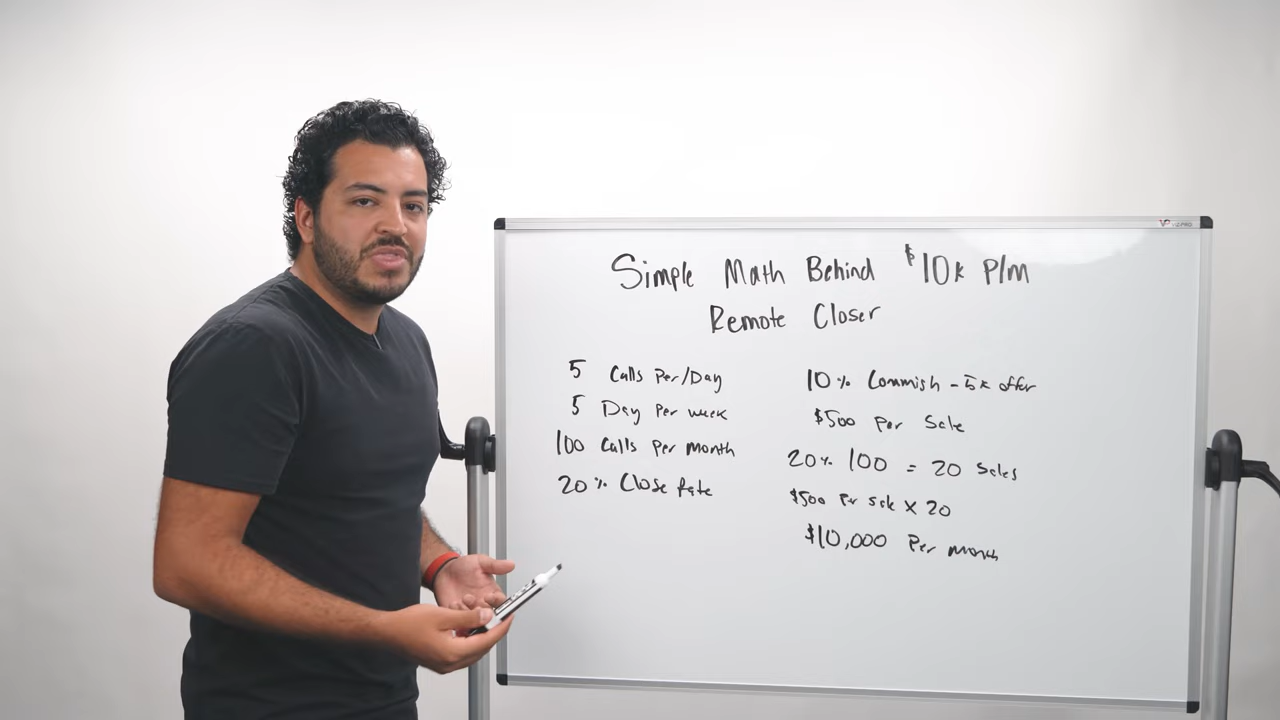 Simple Math Behind $10k P/m
Remote Closer
5 Calls Per/Day
5 Day Per week
100 Calls Per month
20% Close Rate
10% Commish - 5k offer
$500 Per Sale
20% 100 = 20 Sales
$500 Per sale x 20
$10,000 Per month